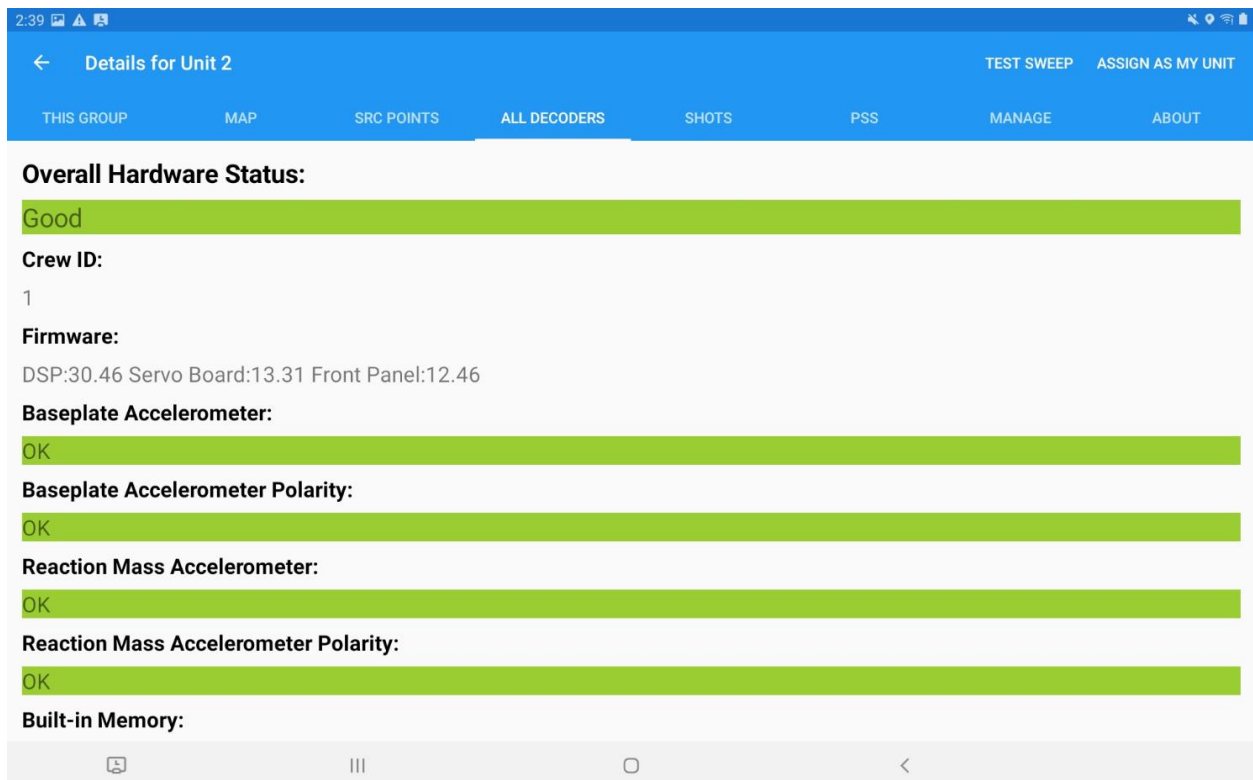 2:39
Details for Unit 2
TEST SWEEP ASSIGN AS MY UNIT
THIS GROUP MAP SRC POINTS ALL DECODERS SHOTS PSS MANAGE ABOUT
Overall Hardware Status:
Good
Crew ID:
1
Firmware:
DSP:30.46 Servo Board:13.31 Front Panel:12.46
Baseplate Accelerometer:
OK
Baseplate Accelerometer Polarity:
OK
Reaction Mass Accelerometer:
OK
Reaction Mass Accelerometer Polarity:
OK
Built-in Memory: